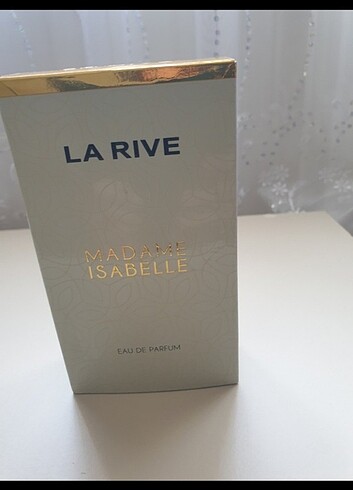 LA RIVE
MADAME
ISABELLE
EAU DE PARFUM